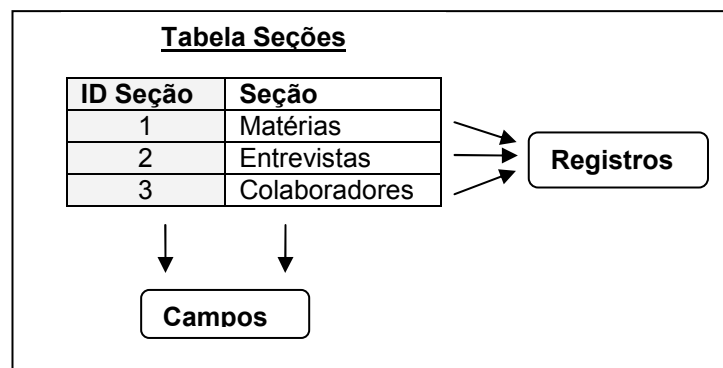 Tabela Seções
ID Seção Seção
1 Matérias
2 Entrevistas
3 Colaboradores
Registros
Campos